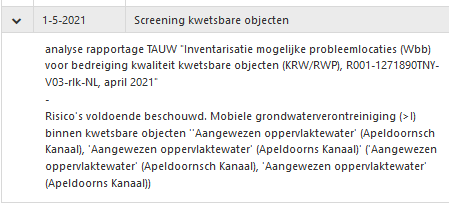 1-5-2021 Screening kwetsbare objecten
analyse rapportage TAUW "Inventarisatie mogelijke probleemlocaties (Wbb)
voor bedreiging kwaliteit kwetsbare objecten (KRW/RWP), R001-1271890TNY-
V03-rlk-NL, april 2021"
-
Risico's voldoende beschouwd. Mobiele grondwaterverontreiniging (>I)
binnen kwetsbare objecten ''Aangewezen oppervlaktewater' (Apeldoornsch
Kanaal), 'Aangewezen oppervlaktewater' (Apeldoorns Kanaal)' ('Aangewezen
oppervlaktewater' (Apeldoornsch Kanaal), 'Aangewezen oppervlaktewater'
(Apeldoorns Kanaal))